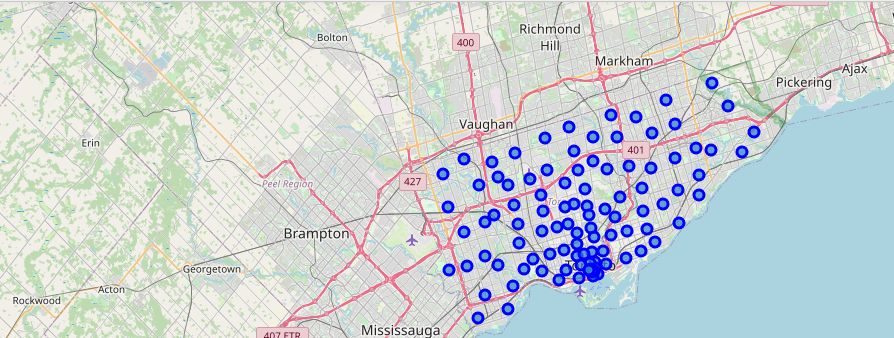 Bolton
400
Richmond
Hill
Markham
Ajax
Pickering
Vaughan
Erin
401
427
Peel Region
Brampton
Georgetown
Acton
Rockwood
Mississauga
407 ETR